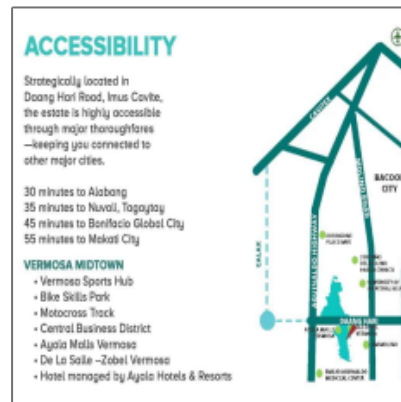 ACCESSIBILITY
Strategically located in
Daang Hari Road, Imus Cavite,
the estate is highly accessible
through major thoroughfares
—keeping you connected to
other major cities.
30 minutes to Alabang
35 minutes to Nuvali, Tagaytay
45 minutes to Bonifacio Global City
55 minutes to Makati City
VERMOSA MIDTOWN
• Vermosa Sports Hub
• Bike Skills Park
• Motocross Track
• Central Business District
• Ayala Malls Vermosa
• De La Salle -Zobel Vermosa
• Hotel managed by Ayala Hotels & Resorts
CAVITEX
BACOOR
CITY
AGUINALDO HIGHWAY
CALAX
DAANG HARI
MEDICAL CENTER